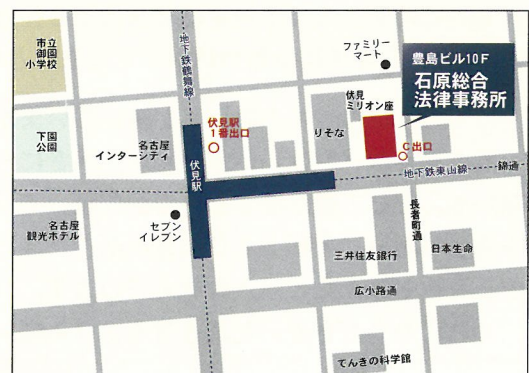 市立
御園
小学校
地下鉄鶴舞線
ファミリー
マート
豊島ビル10F
石原総合
法律事務所
下園
公園
名古屋
インターシティ
伏見駅
1番出口
りそな
伏見
ミリオン座
C出口
伏見駅
地下鉄東山線
錦通
名古屋
観光ホテル
セブン
イレブン
長者町通
三井住友銀行
日本生命
広小路通
でんきの科学館